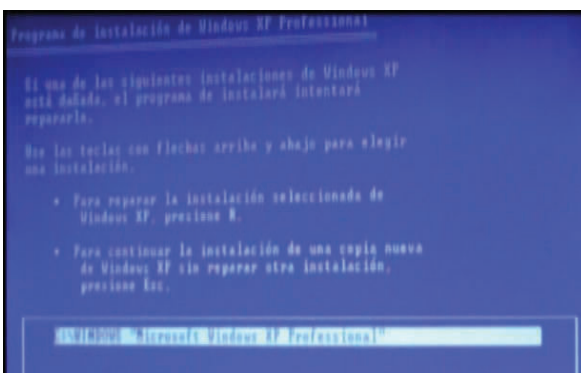 Programa de instalación de Windows XP Professional
Si una de las siguientes instalaciones de Windows XP
está dañada, el programa de instalará intentará
repararla.
Use las teclas con flechas arriba y abajo para elegir
una instalación.
• Para reparar la instalación seleccionada de
Windows XP, presione R.
• Para continuar la instalación de una copia nueva
de Windows XP sin reparar otra instalación,
presione Esc.
C:\WINDOWS "Microsoft Windows XP Professional"